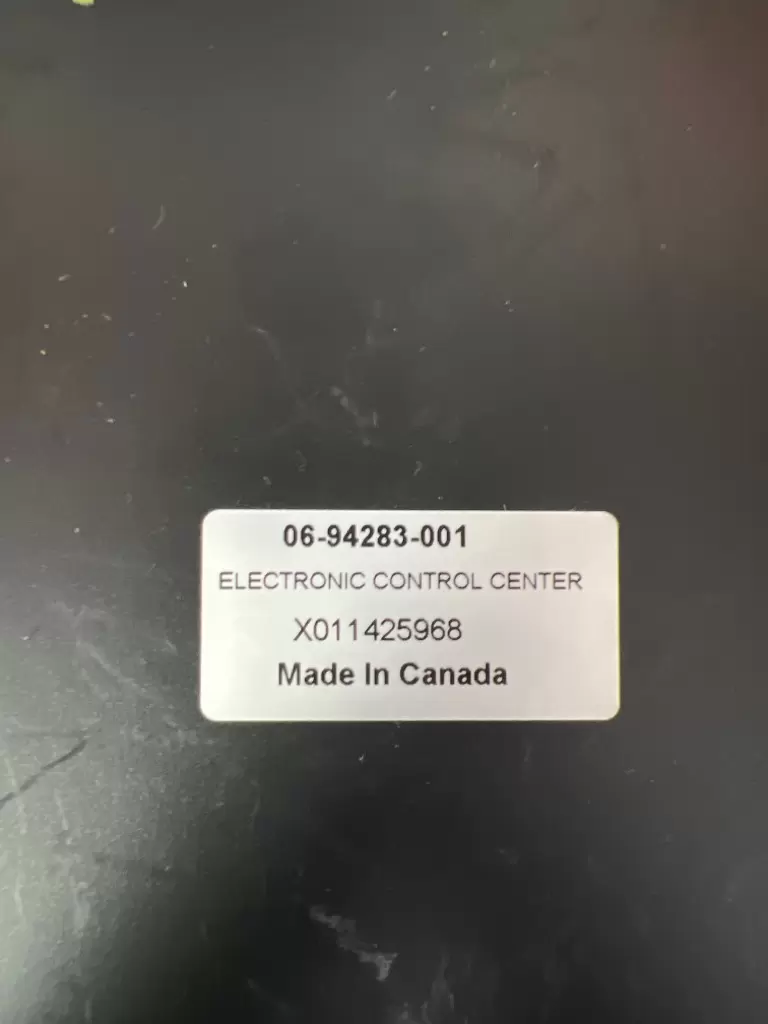 06-94283-001
ELECTRONIC CONTROL CENTER
X011425968
Made In Canada